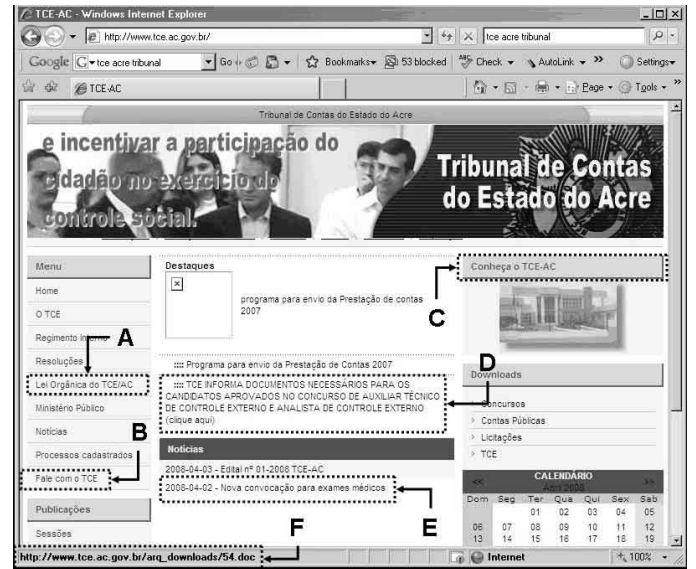 TCE-AC - Windows Internet Explorer
http://www.tce.ac.gov.br/
tce acre tribunal
Google
tce acre tribunal
Go
Bookmarks
53 blocked
Check
AutoLink
Settings
TCE-AC
Page
Tools
Tribunal de Contas do Estado do Acre
e incentivar a participação do
cidadão no exercício do
controle social.
Tribunal de Contas
do Estado do Acre
Menu
Home
O TCE
Regimento Interno
A
Resoluções
Lei Orgânica do TCE/AC
Ministério Público
B
Notícias
Processos cadastrados
Fale com o TCE
Publicações
Sessões
Destaques
programa para envio da Prestação de contas
2007
:::: Programa para envio da Prestação de Contas 2007
:::: TCE INFORMA DOCUMENTOS NECESSÁRIOS PARA OS
CANDIDATOS APROVADOS NO CONCURSO DE AUXILIAR TÉCNICO
DE CONTROLE EXTERNO E ANALISTA DE CONTROLE EXTERNO
(clique aqui)
Notícias
2008-04-03 - Edital nº 01-2008 TCE-AC
2008-04-02 - Nova convocação para exames médicos
F
E
C
Conheça o TCE-AC
D
Downloads
> Concursos
> Contas Públicas
> Licitações
> TCE
<<
CALENDÁRIO
>>
Abril 2008
Dom Seg Ter Qua Qui Sex Sab
01 02 03 04 05
06 07 08 09 10 11 12
13 14 15 16 17 18 19
http://www.tce.ac.gov.br/arq_downloads/54.doc
Internet
100%